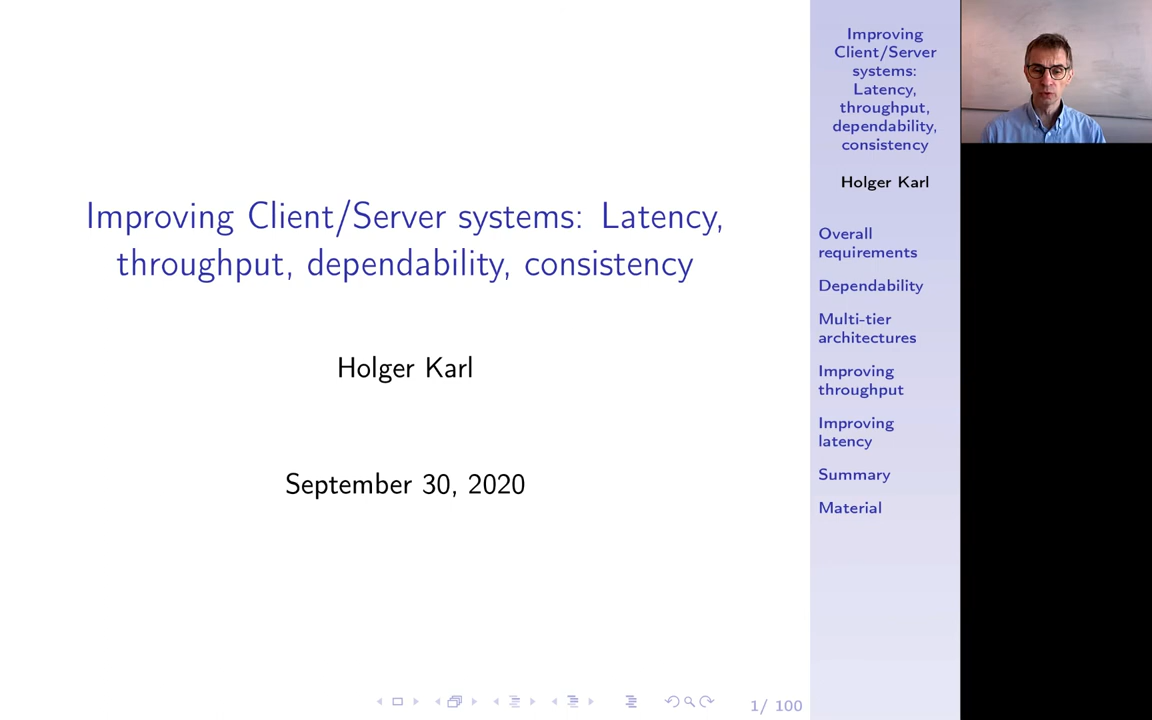 Improving Client/Server systems: Latency,
throughput, dependability, consistency
Holger Karl
September 30, 2020
1/ 100
Improving
Client/Server
systems:
Latency,
throughput,
dependability,
consistency
Holger Karl
Overall
requirements
Dependability
Multi-tier
architectures
Improving
throughput
Improving
latency
Summary
Material